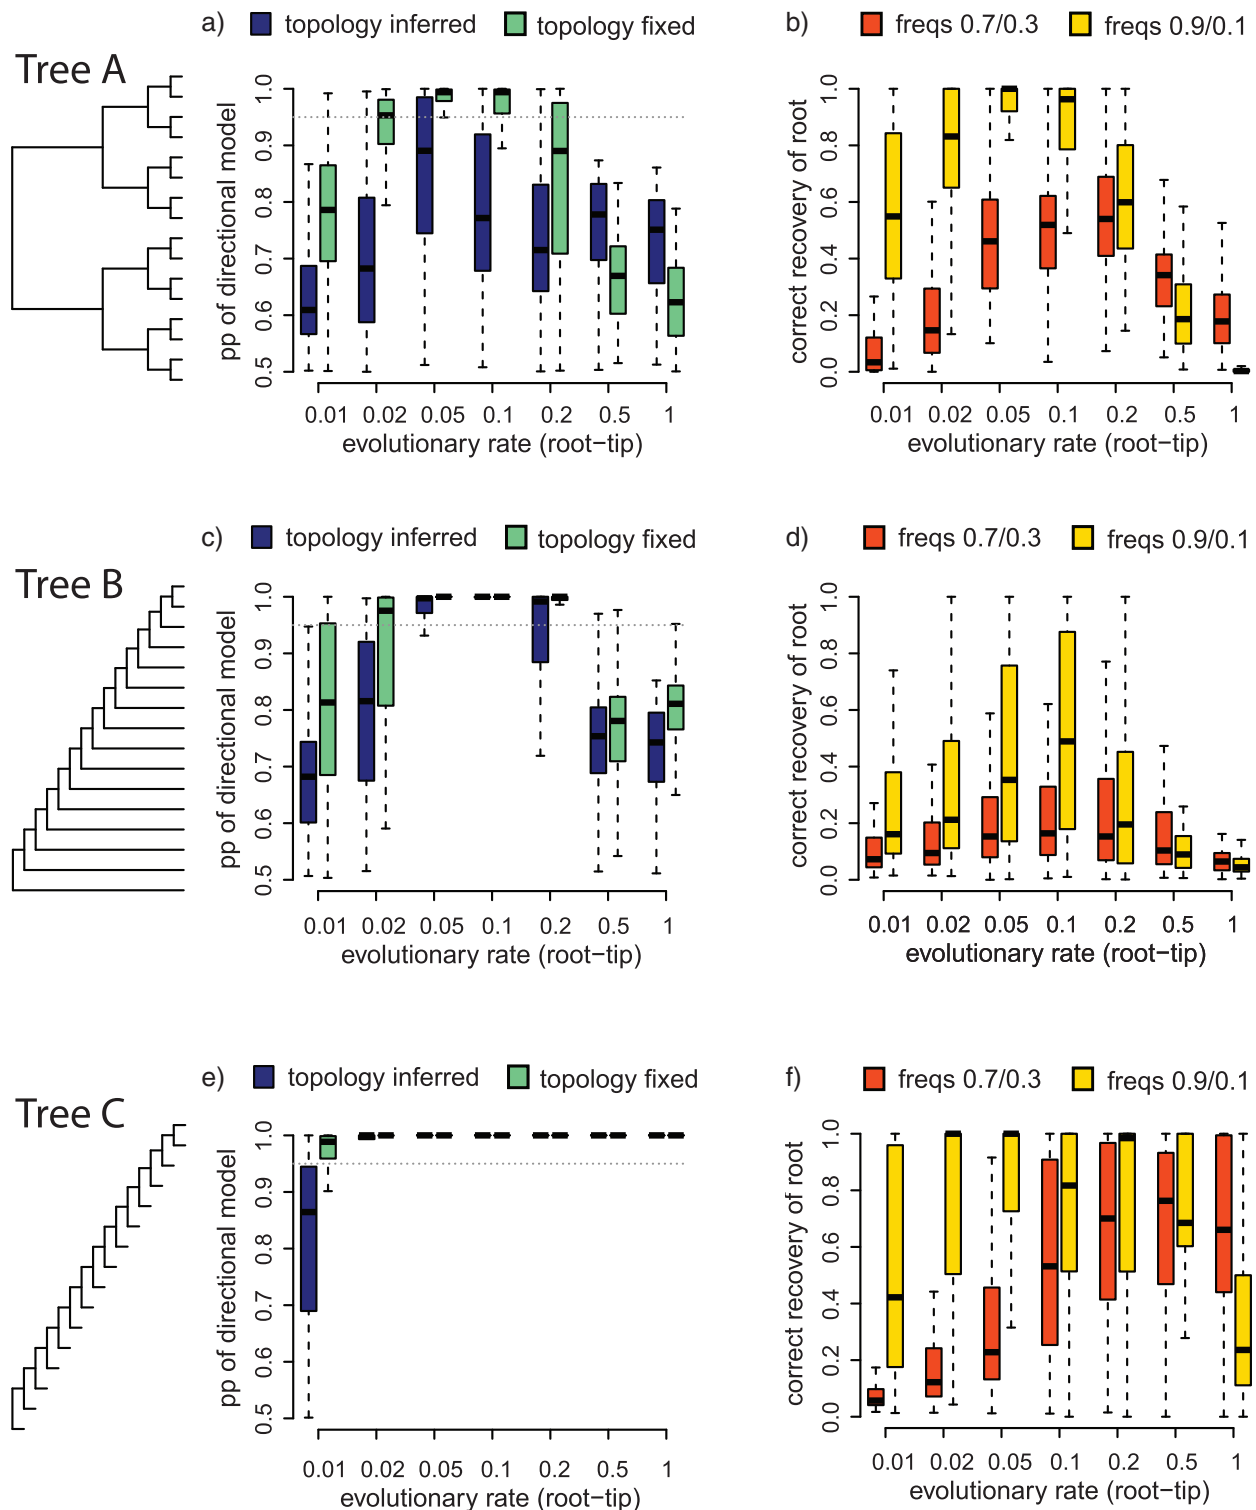 a) topology inferred topology fixed
b) freqs 0.7/0.3 freqs 0.9/0.1
Tree A
pp of directional model
0.5 0.6 0.7 0.8 0.9 1.0
0.01 0.02 0.05 0.1 0.2 0.5 1
evolutionary rate (root−tip)
correct recovery of root
0.0 0.2 0.4 0.6 0.8 1.0
0.01 0.02 0.05 0.1 0.2 0.5 1
evolutionary rate (root−tip)
c) topology inferred topology fixed
d) freqs 0.7/0.3 freqs 0.9/0.1
Tree B
pp of directional model
0.5 0.6 0.7 0.8 0.9 1.0
0.01 0.02 0.05 0.1 0.2 0.5 1
evolutionary rate (root−tip)
correct recovery of root
0.0 0.2 0.4 0.6 0.8 1.0
0.01 0.02 0.05 0.1 0.2 0.5 1
evolutionary rate (root−tip)
e) topology inferred topology fixed
f) freqs 0.7/0.3 freqs 0.9/0.1
Tree C
pp of directional model
0.5 0.6 0.7 0.8 0.9 1.0
0.01 0.02 0.05 0.1 0.2 0.5 1
evolutionary rate (root−tip)
correct recovery of root
0.0 0.2 0.4 0.6 0.8 1.0
0.01 0.02 0.05 0.1 0.2 0.5 1
evolutionary rate (root−tip)